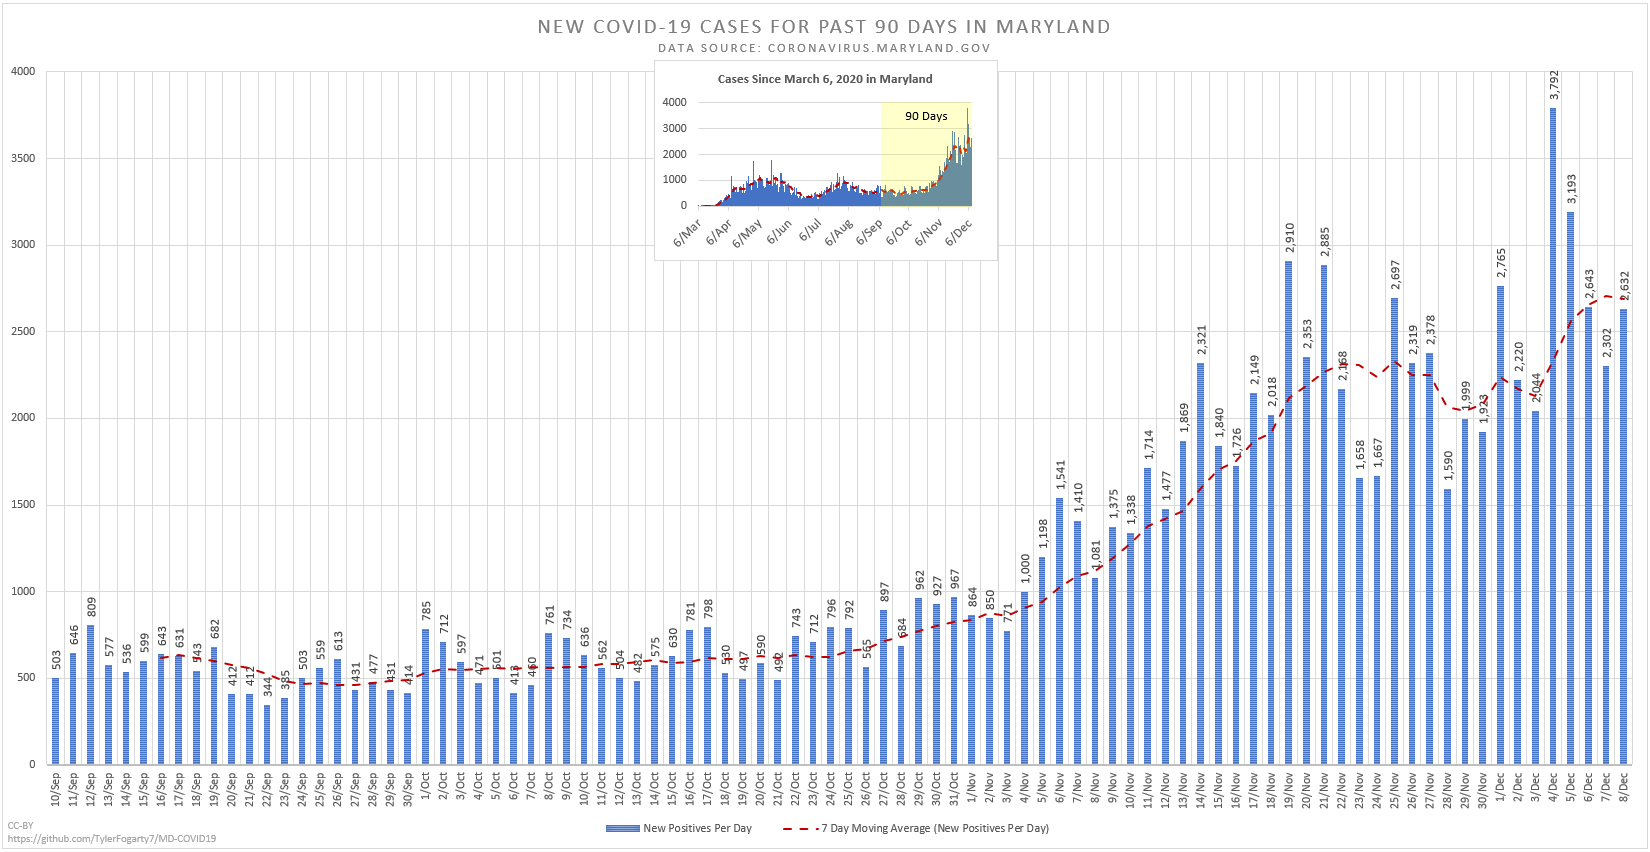 NEW COVID-19 CASES FOR PAST 90 DAYS IN MARYLAND
DATA SOURCE: CORONAVIRUS.MARYLAND.GOV
Cases Since March 6, 2020 in Maryland
90 Days
4000
3000
2000
1000
0
6/Mar 6/Apr 6/May 6/Jun 6/Jul 6/Aug 6/Sep 6/Oct 6/Nov 6/Dec
4000
3500
3000
2500
2000
1500
1000
500
0
503 646 809 577 536 599 643 631 543 682 412 412 344 385 503 559 613 431 477 431 414 785 712 597 471 501 413 460 761 734 636 562 504 482 575 630 781 798 530 497 590 492 743 712 796 792 565 897 684 962 927 967 864 850 771 1,000 1,198 1,541 1,410 1,081 1,375 1,338 1,714 1,477 1,869 2,321 1,840 1,726 2,149 2,018 2,910 2,353 2,885 2,168 1,658 1,667 2,697 2,319 2,378 1,590 1,999 1,923 2,765 2,220 2,044 3,792 3,193 2,643 2,302 2,632
10/Sep 11/Sep 12/Sep 13/Sep 14/Sep 15/Sep 16/Sep 17/Sep 18/Sep 19/Sep 20/Sep 21/Sep 22/Sep 23/Sep 24/Sep 25/Sep 26/Sep 27/Sep 28/Sep 29/Sep 30/Sep 1/Oct 2/Oct 3/Oct 4/Oct 5/Oct 6/Oct 7/Oct 8/Oct 9/Oct 10/Oct 11/Oct 12/Oct 13/Oct 14/Oct 15/Oct 16/Oct 17/Oct 18/Oct 19/Oct 20/Oct 21/Oct 22/Oct 23/Oct 24/Oct 25/Oct 26/Oct 27/Oct 28/Oct 29/Oct 30/Oct 31/Oct 1/Nov 2/Nov 3/Nov 4/Nov 5/Nov 6/Nov 7/Nov 8/Nov 9/Nov 10/Nov 11/Nov 12/Nov 13/Nov 14/Nov 15/Nov 16/Nov 17/Nov 18/Nov 19/Nov 20/Nov 21/Nov 22/Nov 23/Nov 24/Nov 25/Nov 26/Nov 27/Nov 28/Nov 29/Nov 30/Nov 1/Dec 2/Dec 3/Dec 4/Dec 5/Dec 6/Dec 7/Dec 8/Dec
New Positives Per Day 7 Day Moving Average (New Positives Per Day)
CC-BY
https://github.com/TylerFogarty7/MD-COVID19